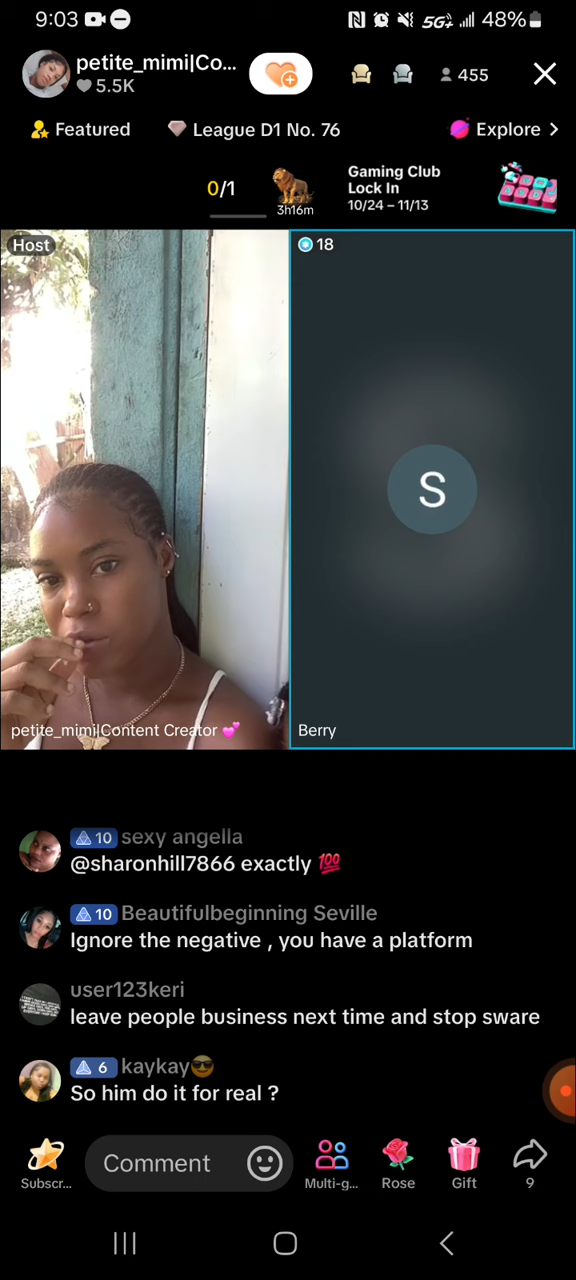 9:03
5G+
48%
petite_mimi|Co...
5.5K
455
Featured
League D1 No. 76
Explore >
0/1
3h16m
Gaming Club
Lock In
10/24 – 11/13
Host
18
S
petite_mimi|Content Creator 💕
Berry
10 sexy angella
@sharonhill7866 exactly 💯
10 Beautifulbeginning Seville
Ignore the negative , you have a platform
user123keri
leave people business next time and stop sware
6 kaykay😎
So him do it for real ?
Comment
Subscr...
Multi-g...
Rose
Gift
9